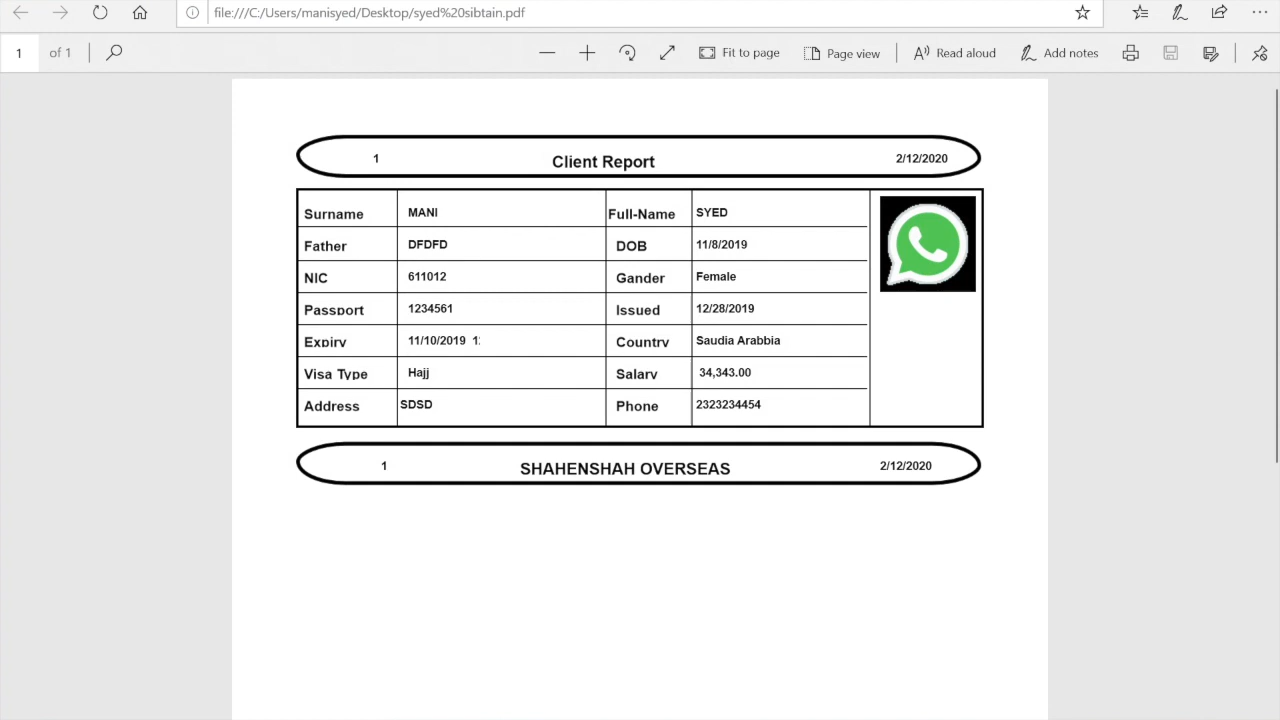 file:///C:/Users/manisyed/Desktop/syed%20sibtain.pdf
1 of 1 Fit to page Page view Read aloud Add notes
1 Client Report 2/12/2020
Surname MANI Full-Name SYED
Father DFDFD DOB 11/8/2019
NIC 611012 Gander Female
Passport 1234561 Issued 12/28/2019
Expiry 11/10/2019 Country Saudia Arabbia
Visa Type Hajj Salary 34,343.00
Address SDSD Phone 2323234454
1 SHAHENSHAH OVERSEAS 2/12/2020